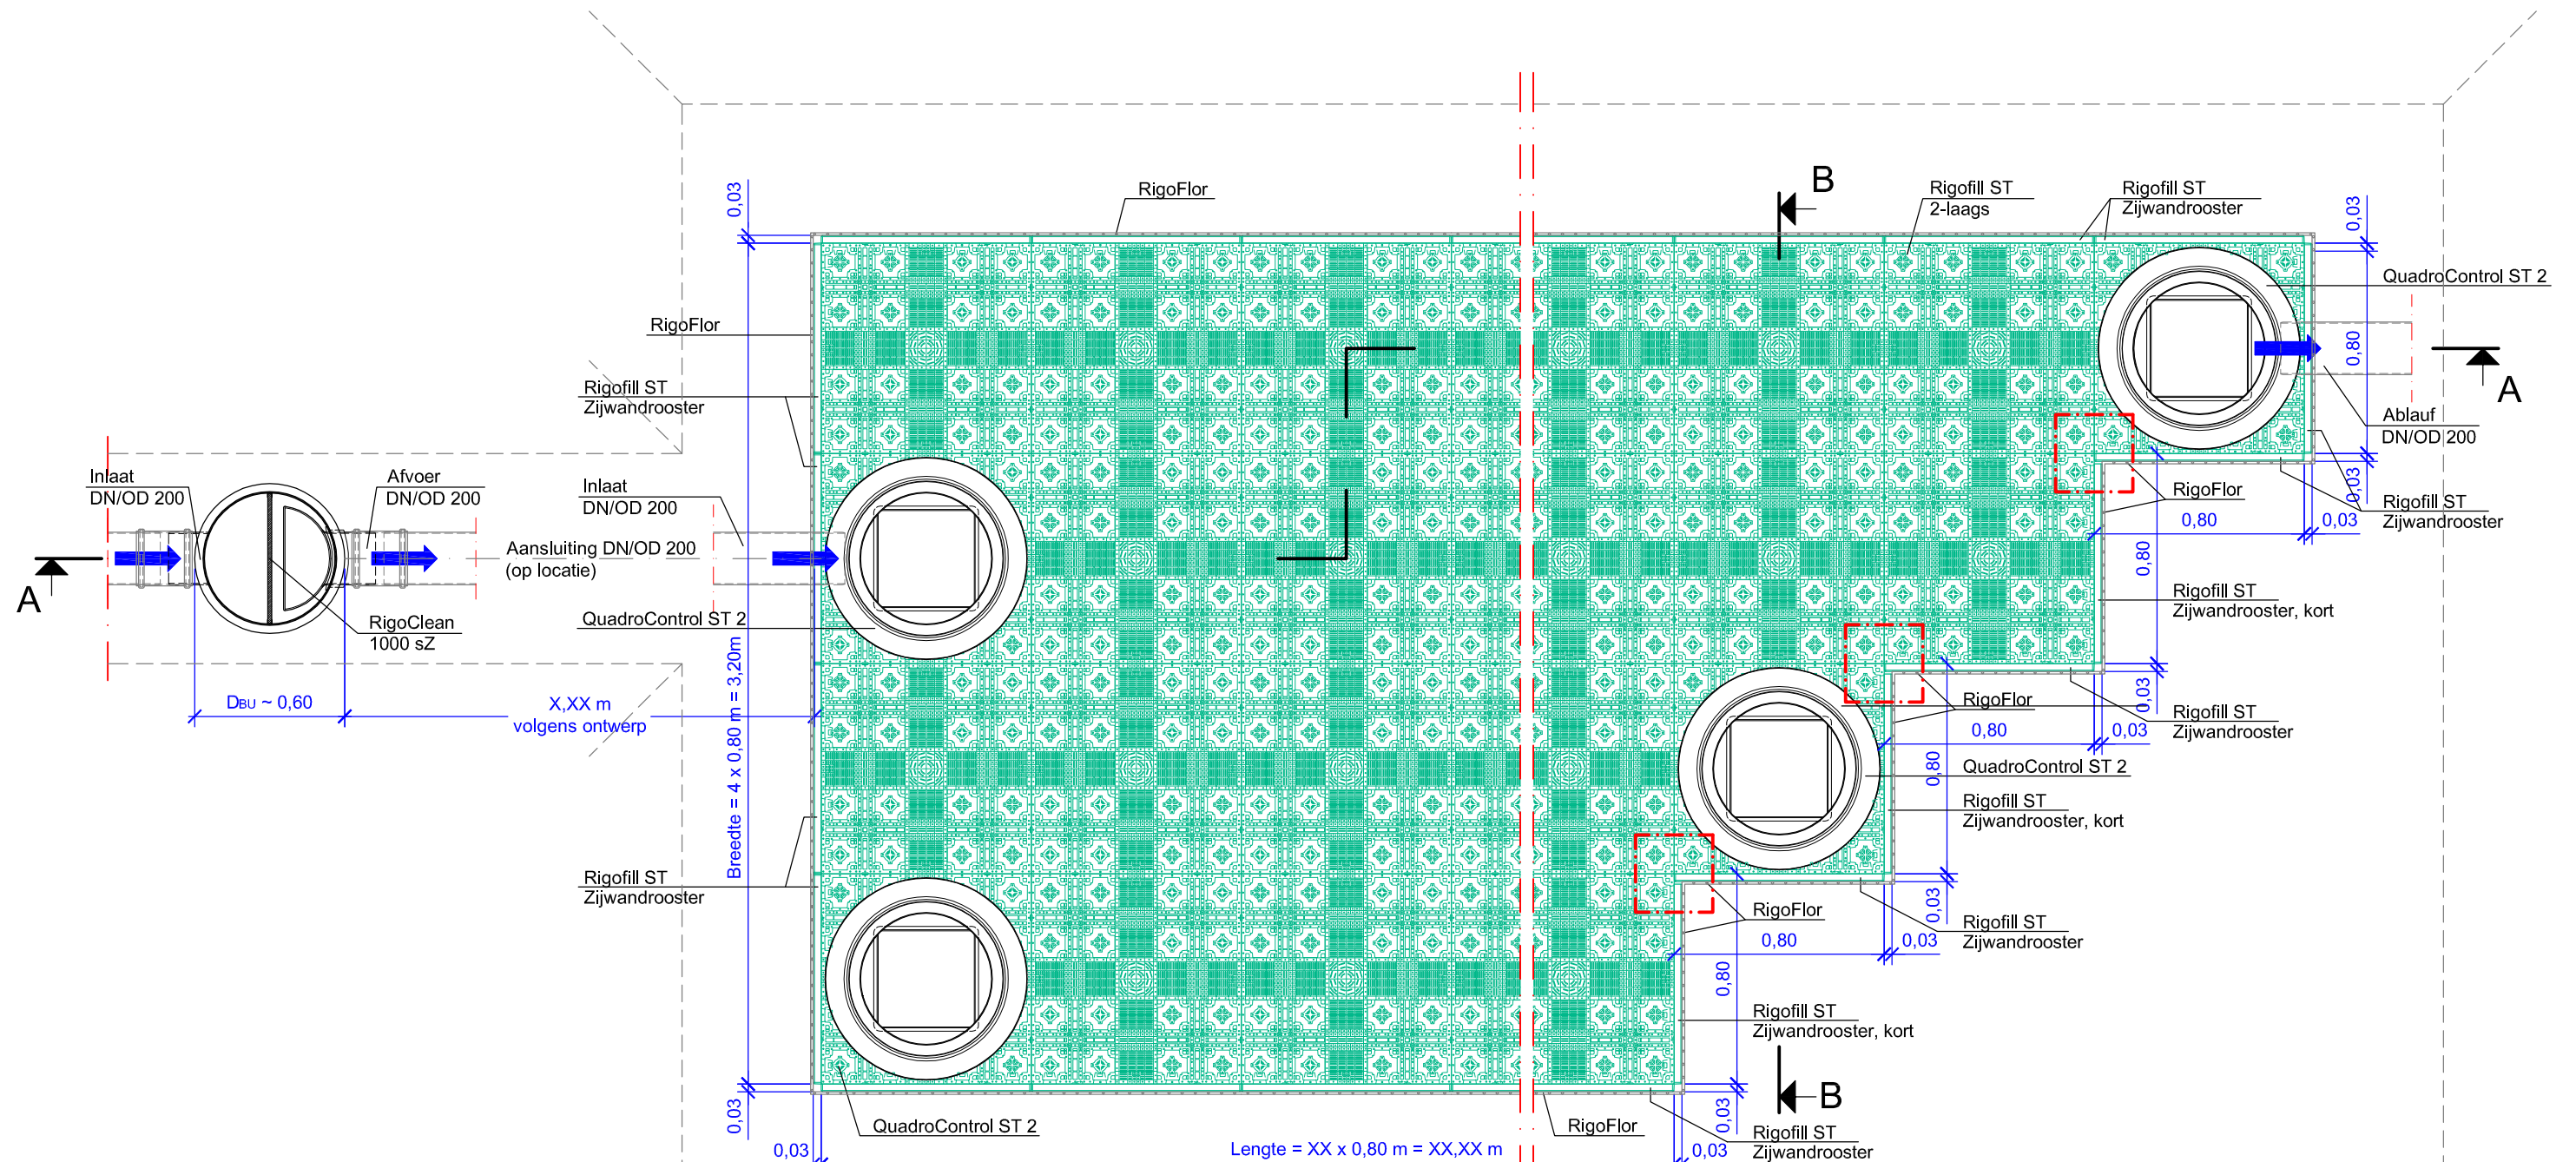 B
RigoFlor
0,03
Rigofill ST
2-laags
Rigofill ST
Zijwandrooster
0,03
QuadroControl ST 2
RigoFlor
0,80
A
Rigofill ST
Zijwandrooster
Ablauf
DN/OD 200
Inlaat
DN/OD 200
Afvoer
DN/OD 200
Inlaat
DN/OD 200
RigoFlor
0,03
Rigofill ST
Zijwandrooster
0,80
0,03
Aansluiting DN/OD 200
(op locatie)
0,80
A
Rigofill ST
Zijwandrooster, kort
QuadroControl ST 2
RigoClean
1000 sZ
DBU ~ 0,60
X,XX m
volgens ontwerp
Breedte = 4 x 0,80 m = 3,20m
RigoFlor
0,03
Rigofill ST
Zijwandrooster
0,80
0,03
0,80
QuadroControl ST 2
Rigofill ST
Zijwandrooster, kort
Rigofill ST
Zijwandrooster
RigoFlor
0,03
Rigofill ST
Zijwandrooster
0,80
0,03
0,80
Rigofill ST
Zijwandrooster, kort
B
0,03
QuadroControl ST 2
RigoFlor
0,03
Rigofill ST
Zijwandrooster
0,03
Lengte = XX x 0,80 m = XX,XX m
0,03